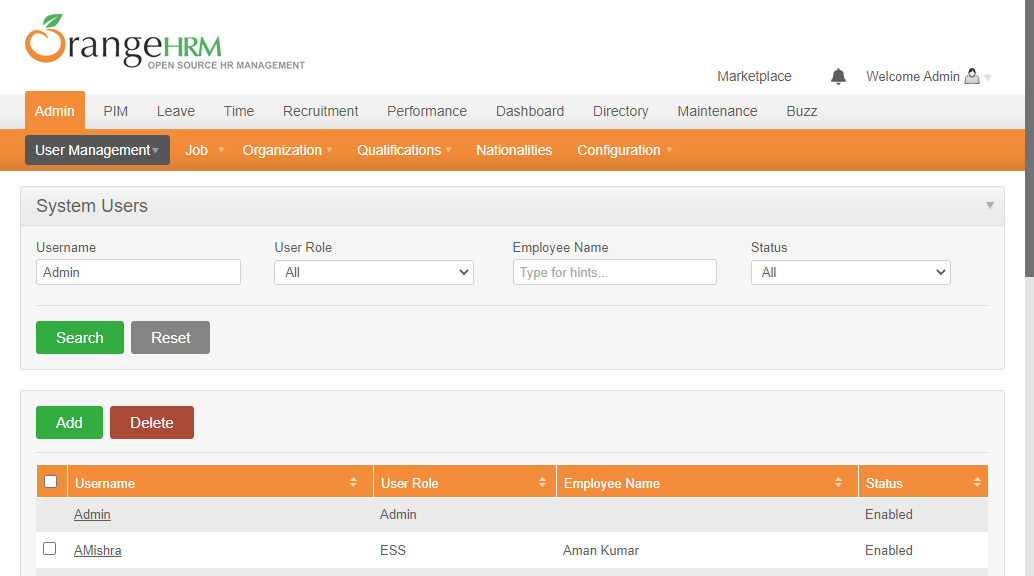 OrangeHRM
OPEN SOURCE HR MANAGEMENT
Marketplace Welcome Admin
Admin PIM Leave Time Recruitment Performance Dashboard Directory Maintenance Buzz
User Management Job Organization Qualifications Nationalities Configuration
System Users
Username User Role Employee Name Status
Admin All Type for hints... All
Search Reset
Add Delete
Username User Role Employee Name Status
Admin Admin Enabled
AMishra ESS Aman Kumar Enabled